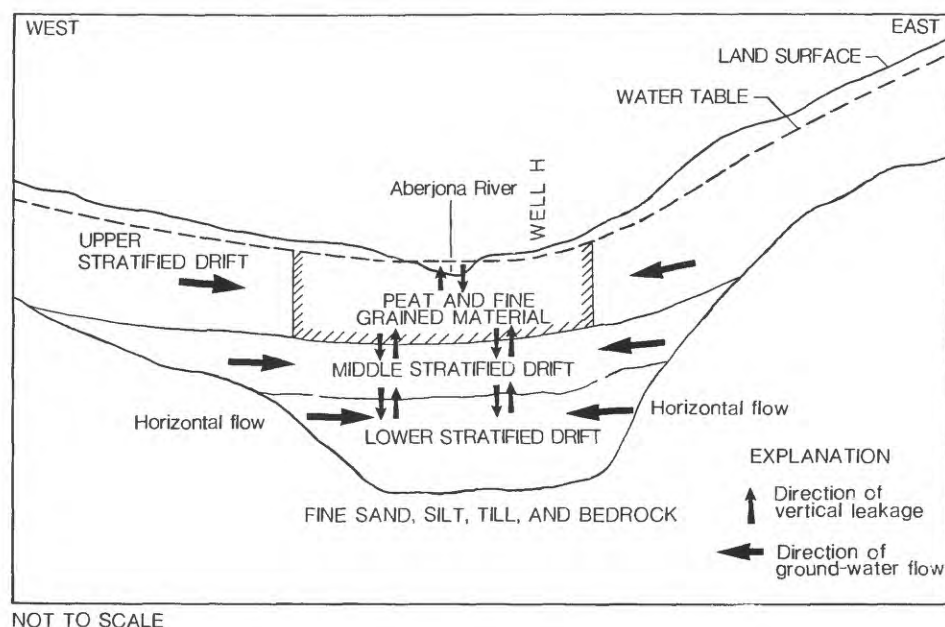 WEST
EAST
LAND SURFACE
WATER TABLE
WELL H
Aberjona River
UPPER
STRATIFIED DRIFT
PEAT AND FINE
GRAINED MATERIAL
MIDDLE STRATIFIED DRIFT
Horizontal flow
Horizontal flow
LOWER STRATIFIED DRIFT
FINE SAND, SILT, TILL, AND BEDROCK
EXPLANATION
Direction of
vertical leakage
Direction of
ground-water flow
NOT TO SCALE